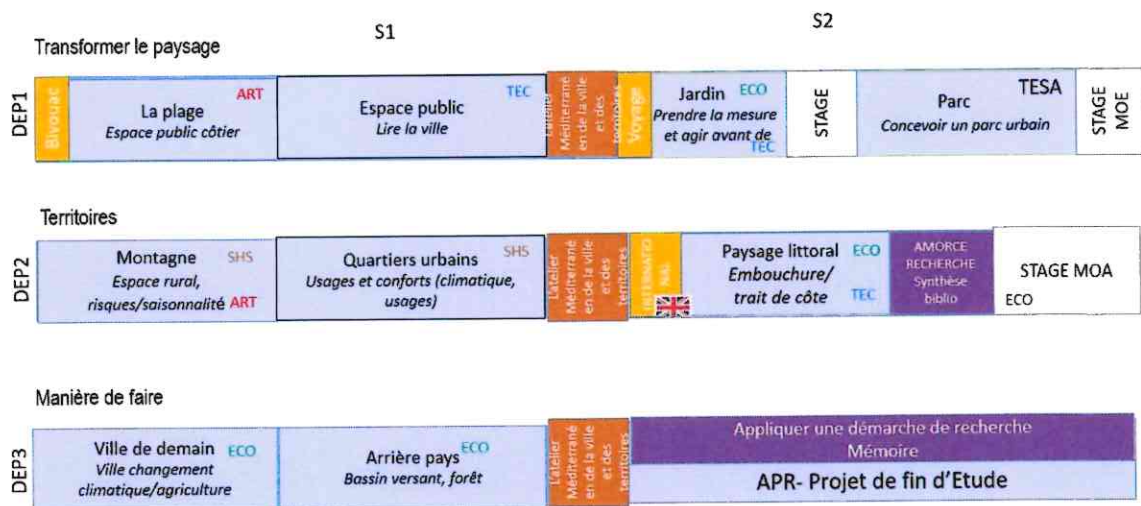 S1
S2
Transformer le paysage
DEP1
Bivouac
La plage
ART
Espace public côtier
Espace public
TEC
Lire la ville
L'atelier
Méditerrané
en de la ville
et des
territoires
Voyage
Jardin ECO
Prendre la mesure
et agir avant de
TEC
STAGE
TESA
Parc
Concevoir un parc urbain
STAGE
MOE
Territoires
DEP2
Montagne SHS
Espace rural,
risques/saisonnalité ART
Quartiers urbains SHS
Usages et conforts (climatique,
usages)
L'atelier
Méditerrané
en de la ville
et des
territoires
INTERNATIO
NAL
Paysage littoral ECO
Embouchure/
trait de côte TEC
AMORCE
RECHERCHE
Synthèse
biblio
STAGE MOA
ECO
Manière de faire
DEP3
Ville de demain ECO
Ville changement
climatique/agriculture
Arrière pays ECO
Bassin versant, forêt
L'atelier
Méditerrané
en de la ville
et des
territoires
Appliquer une démarche de recherche
Mémoire
APR- Projet de fin d'Etude